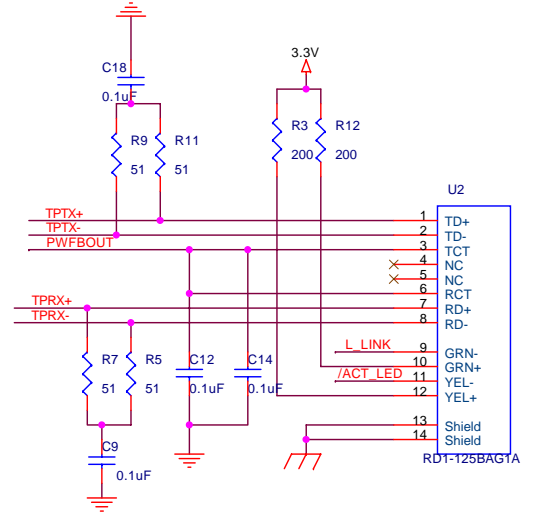 3.3V
C18
0.1uF
R9
R11
51
51
R3
R12
200
200
U2
TPTX+
1
TD+
TPTX-
2
TD-
PWFBOUT
3
TCT
4
NC
5
NC
6
RCT
TPRX+
7
RD+
TPRX-
8
RD-
L_LINK
9
GRN-
10
GRN+
/ACT_LED
11
YEL-
12
YEL+
R7
R5
51
51
C12
C14
0.1uF
0.1uF
13
Shield
14
Shield
RD1-125BAG1A
C9
0.1uF